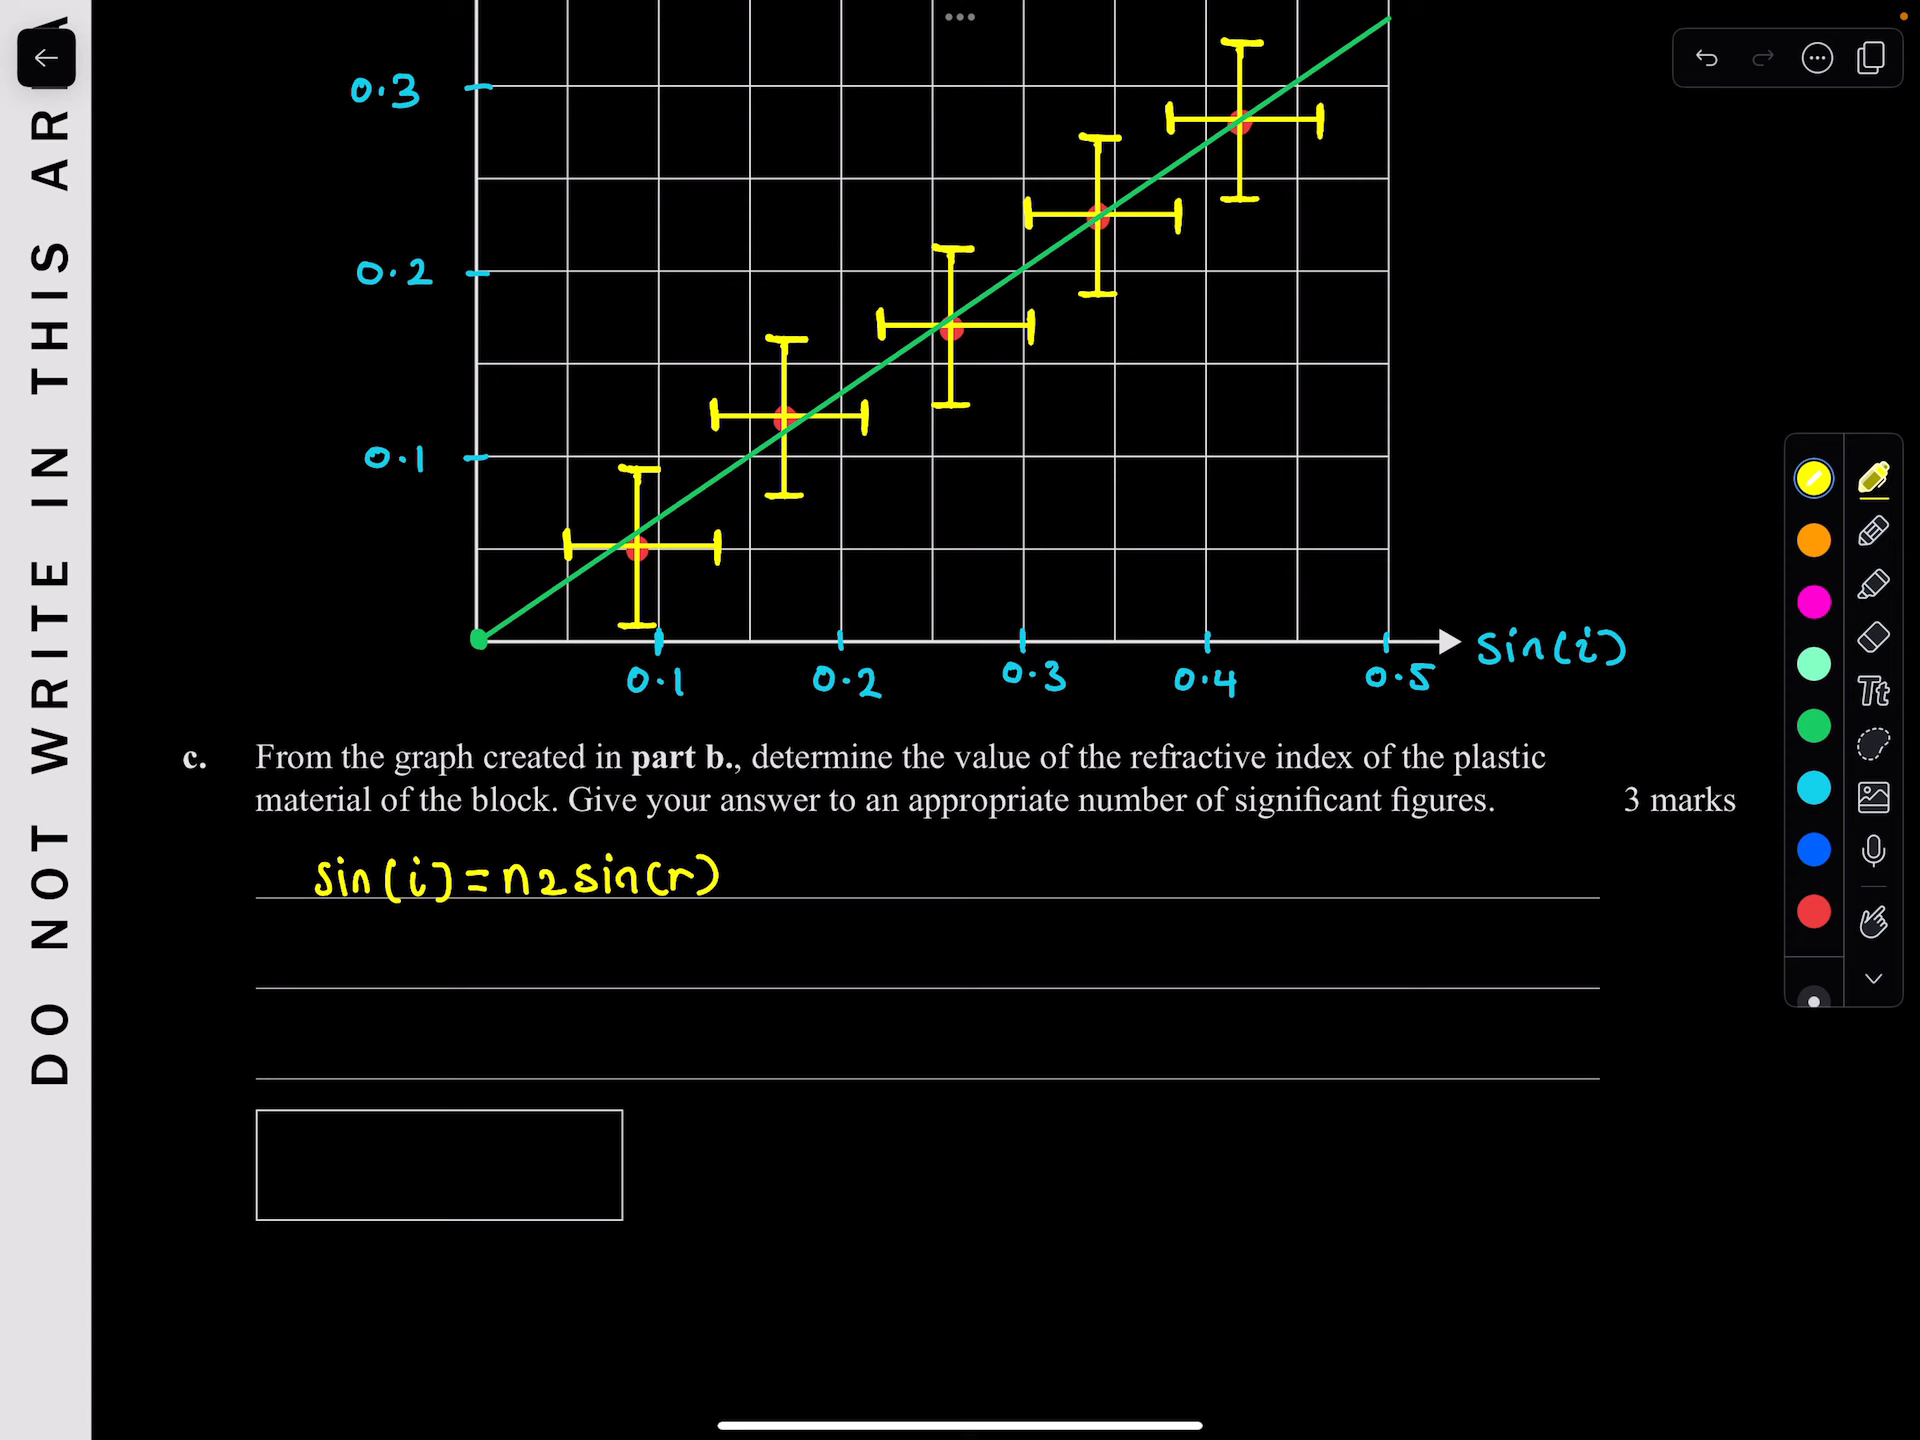 DO NOT WRITE IN THIS AR
0.3
0.2
0.1
0.1 0.2 0.3 0.4 0.5 sin(i)
c. From the graph created in part b., determine the value of the refractive index of the plastic
material of the block. Give your answer to an appropriate number of significant figures. 3 marks
sin(i)=n2sin(r)
Tt